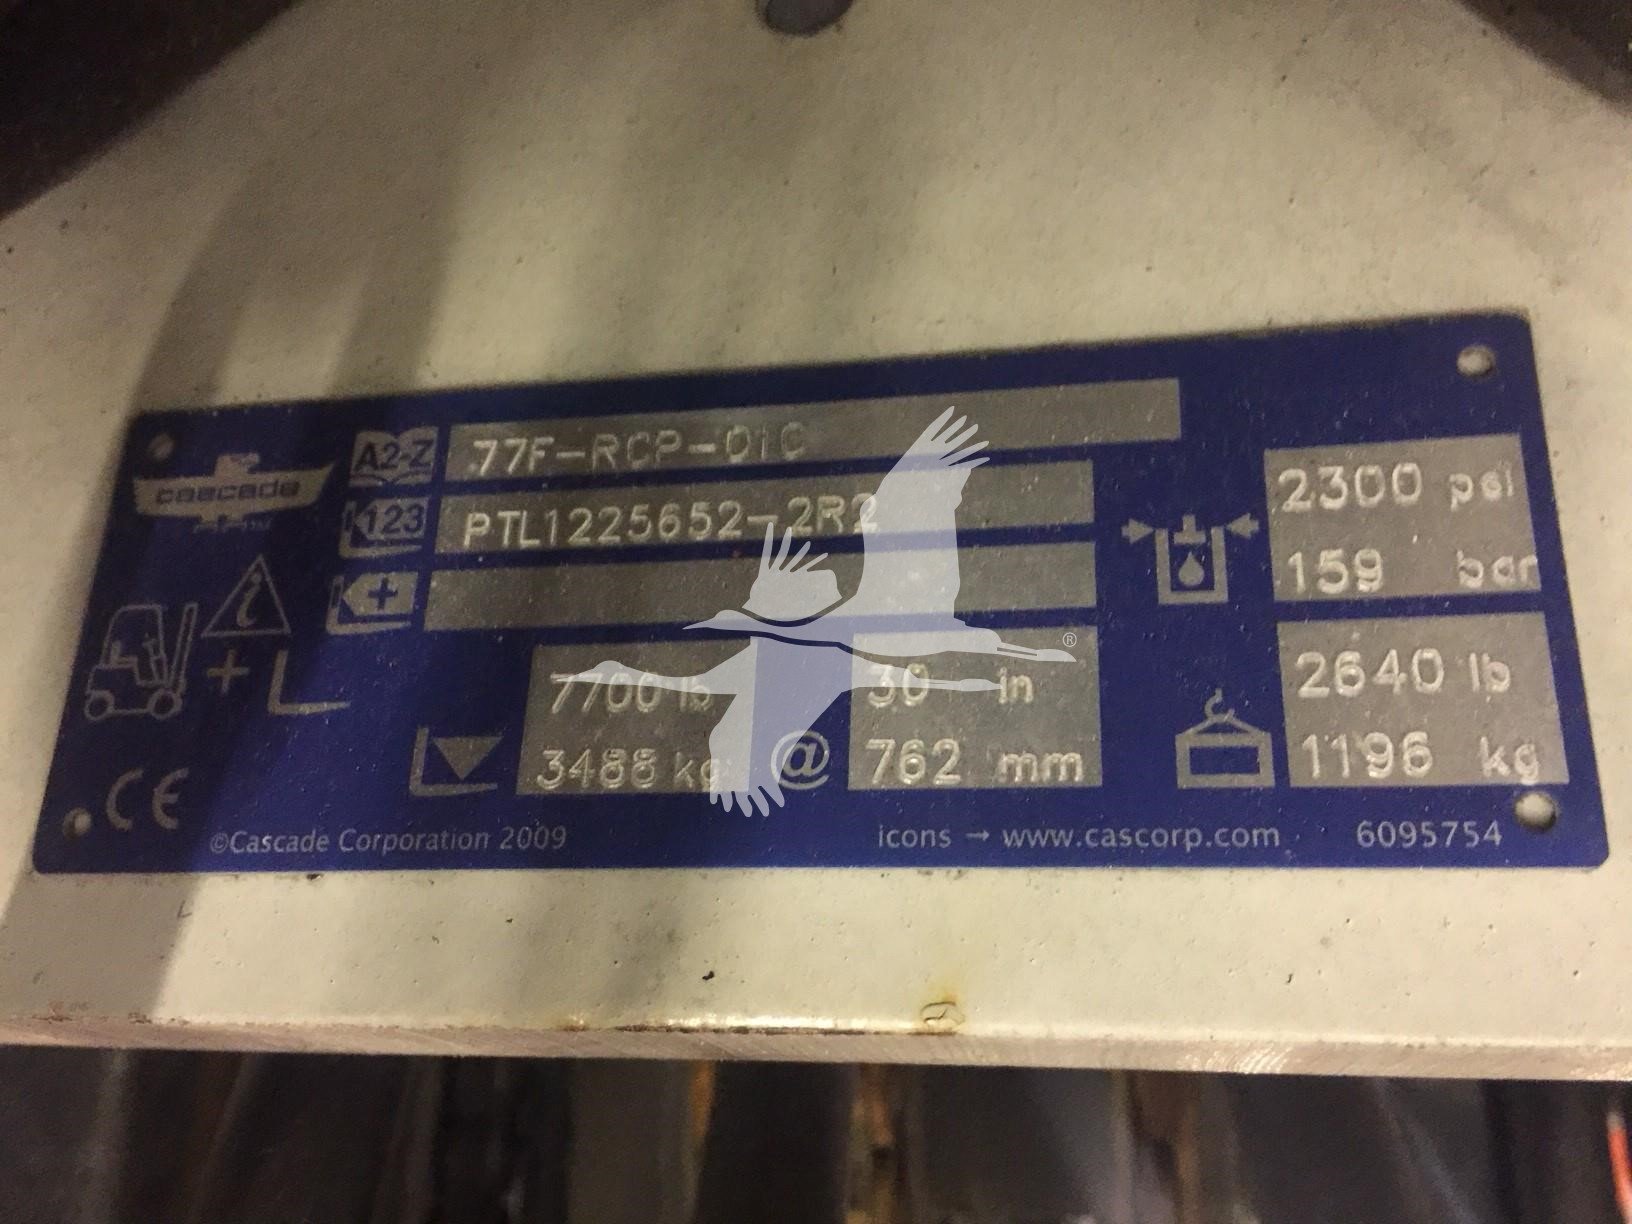 cascade
A2-Z
77F-RCP-01C
123
PTL1225652-2R2
2300 psi
159 bar
7700 lb
3488 kg
@
30 in
762 mm
2640 lb
1196 kg
CE
©Cascade Corporation 2009
icons → www.cascorp.com
6095754
®